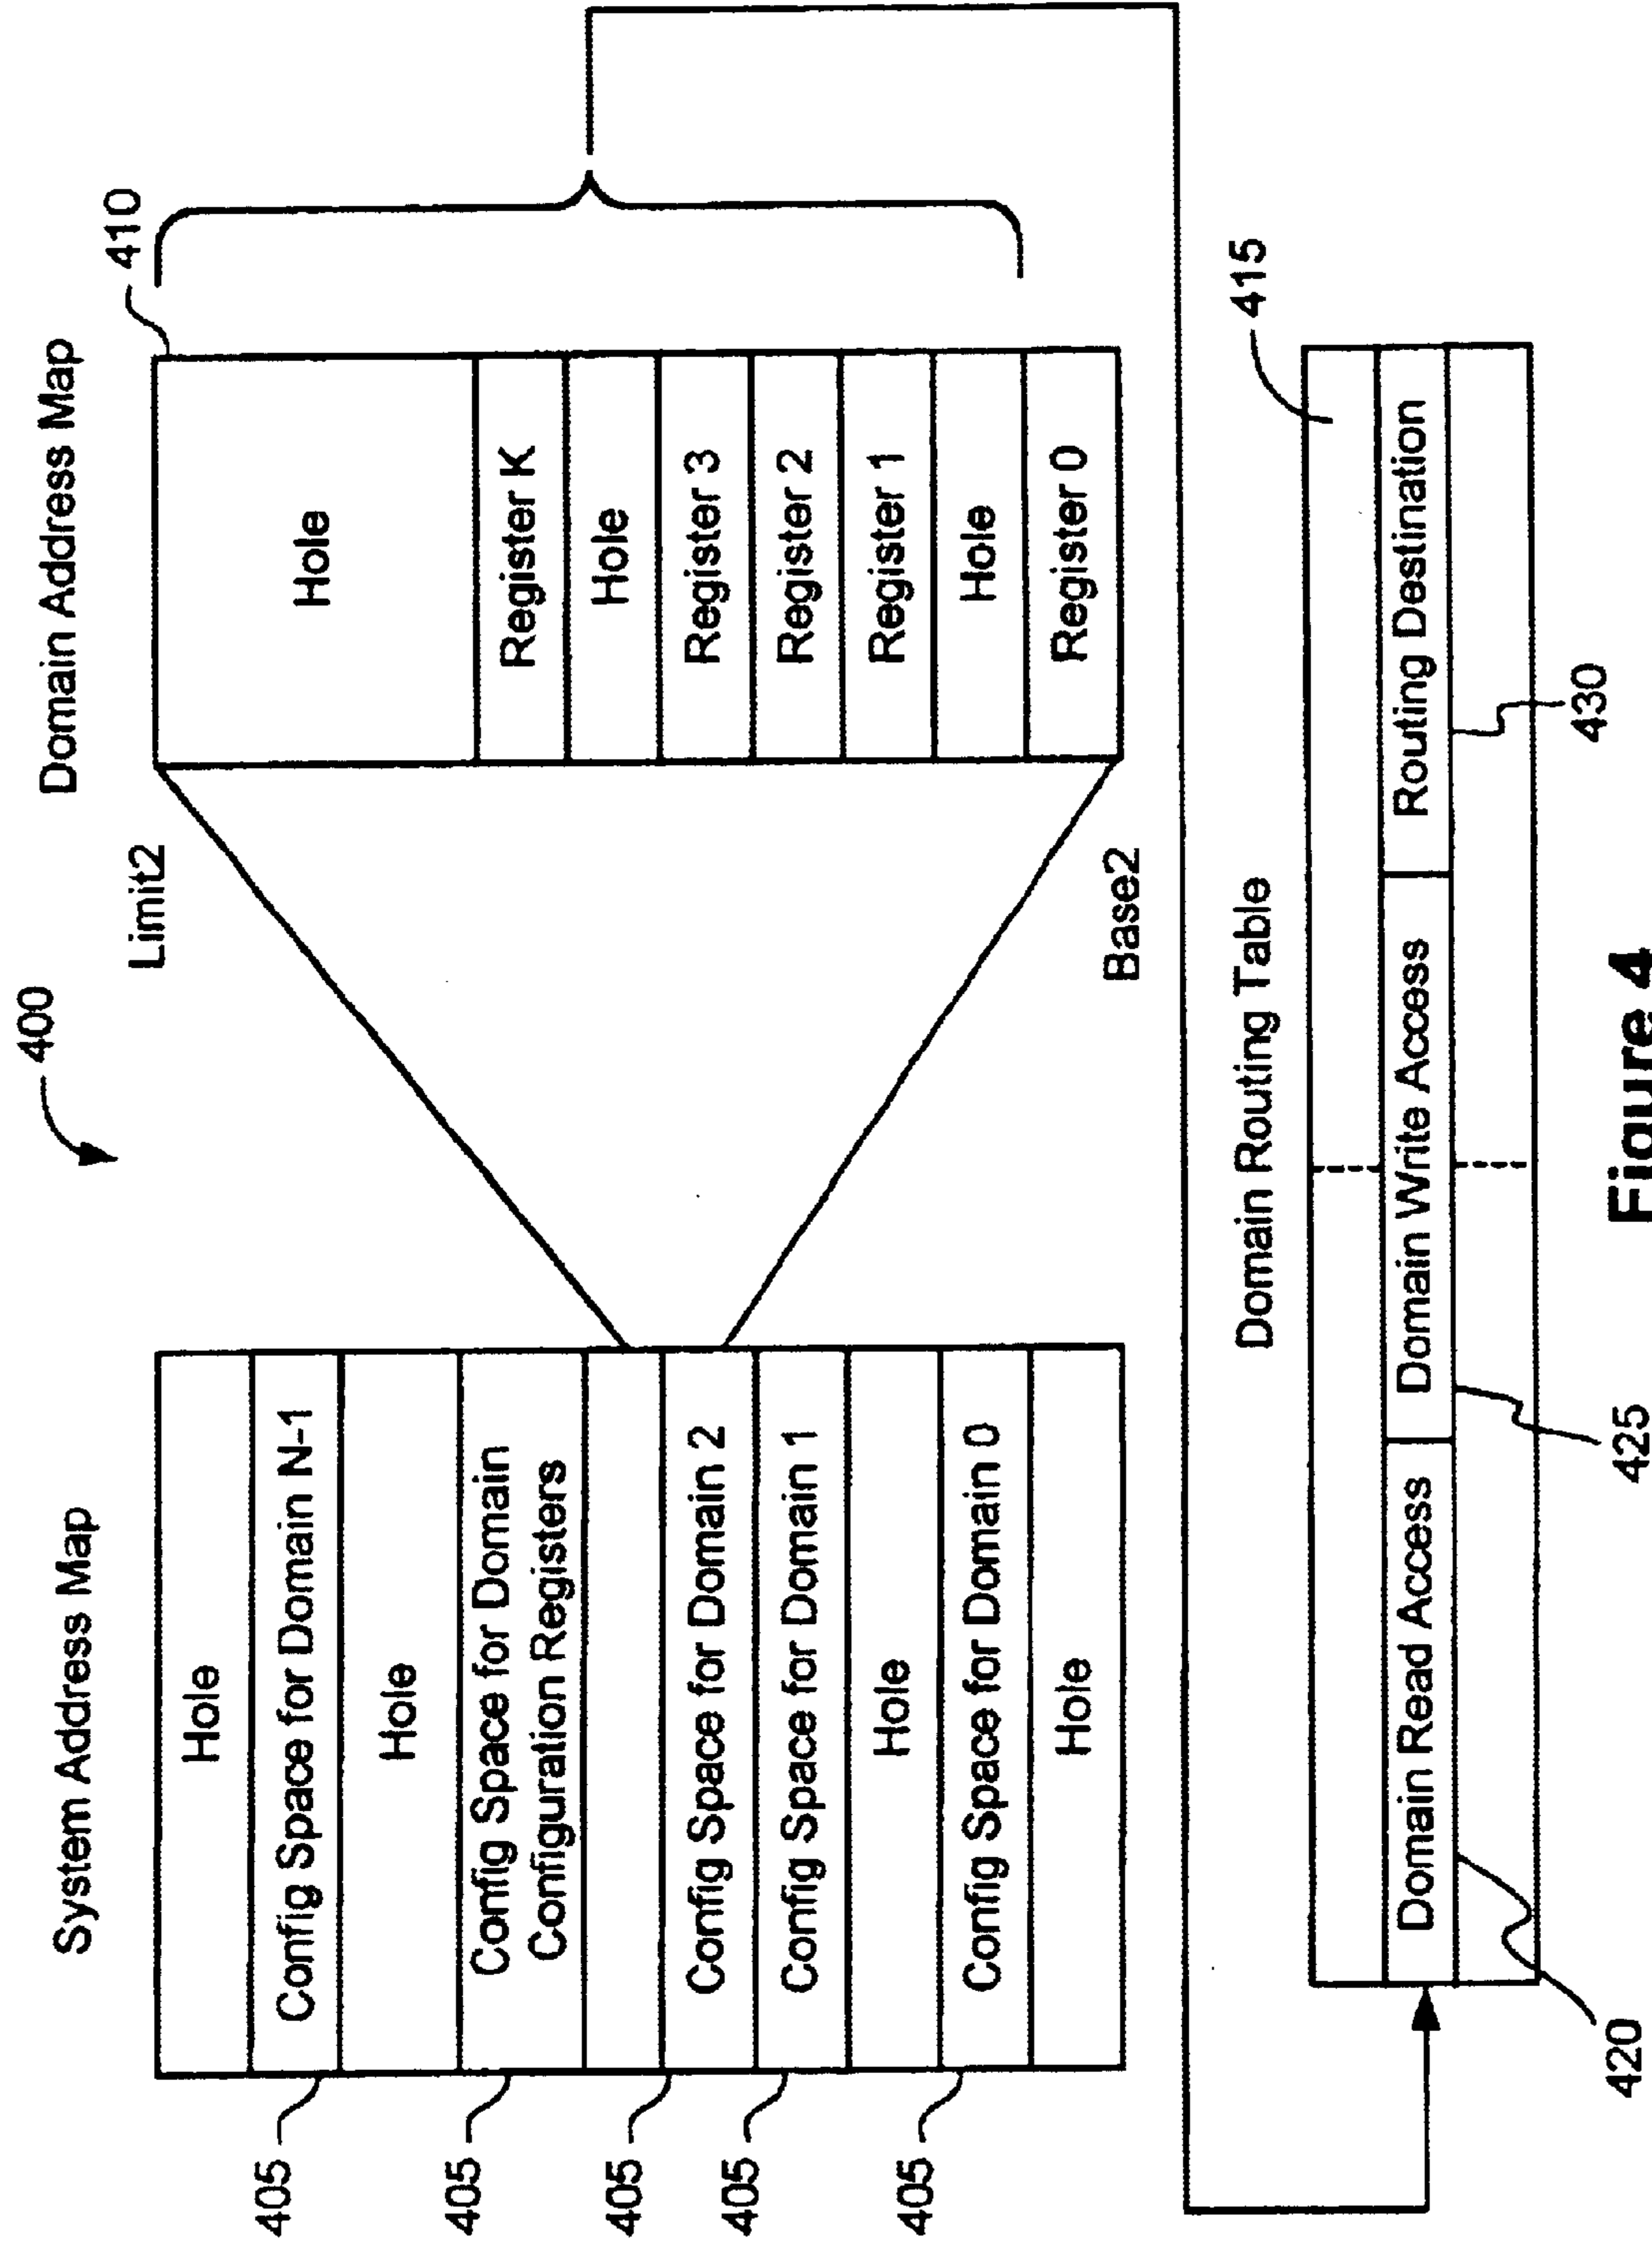 400
System Address Map
Hole
Config Space for Domain N-1
Hole
Config Space for Domain
Configuration Registers
Config Space for Domain 2
Config Space for Domain 1
Hole
Config Space for Domain 0
Hole
405
405
405
405
405
Limit2
Base2
Domain Address Map
410
Hole
Register K
Hole
Register 3
Register 2
Register 1
Hole
Register 0
Domain Routing Table
415
Domain Read Access
Domain Write Access
Routing Destination
420
425
430
Figure 4